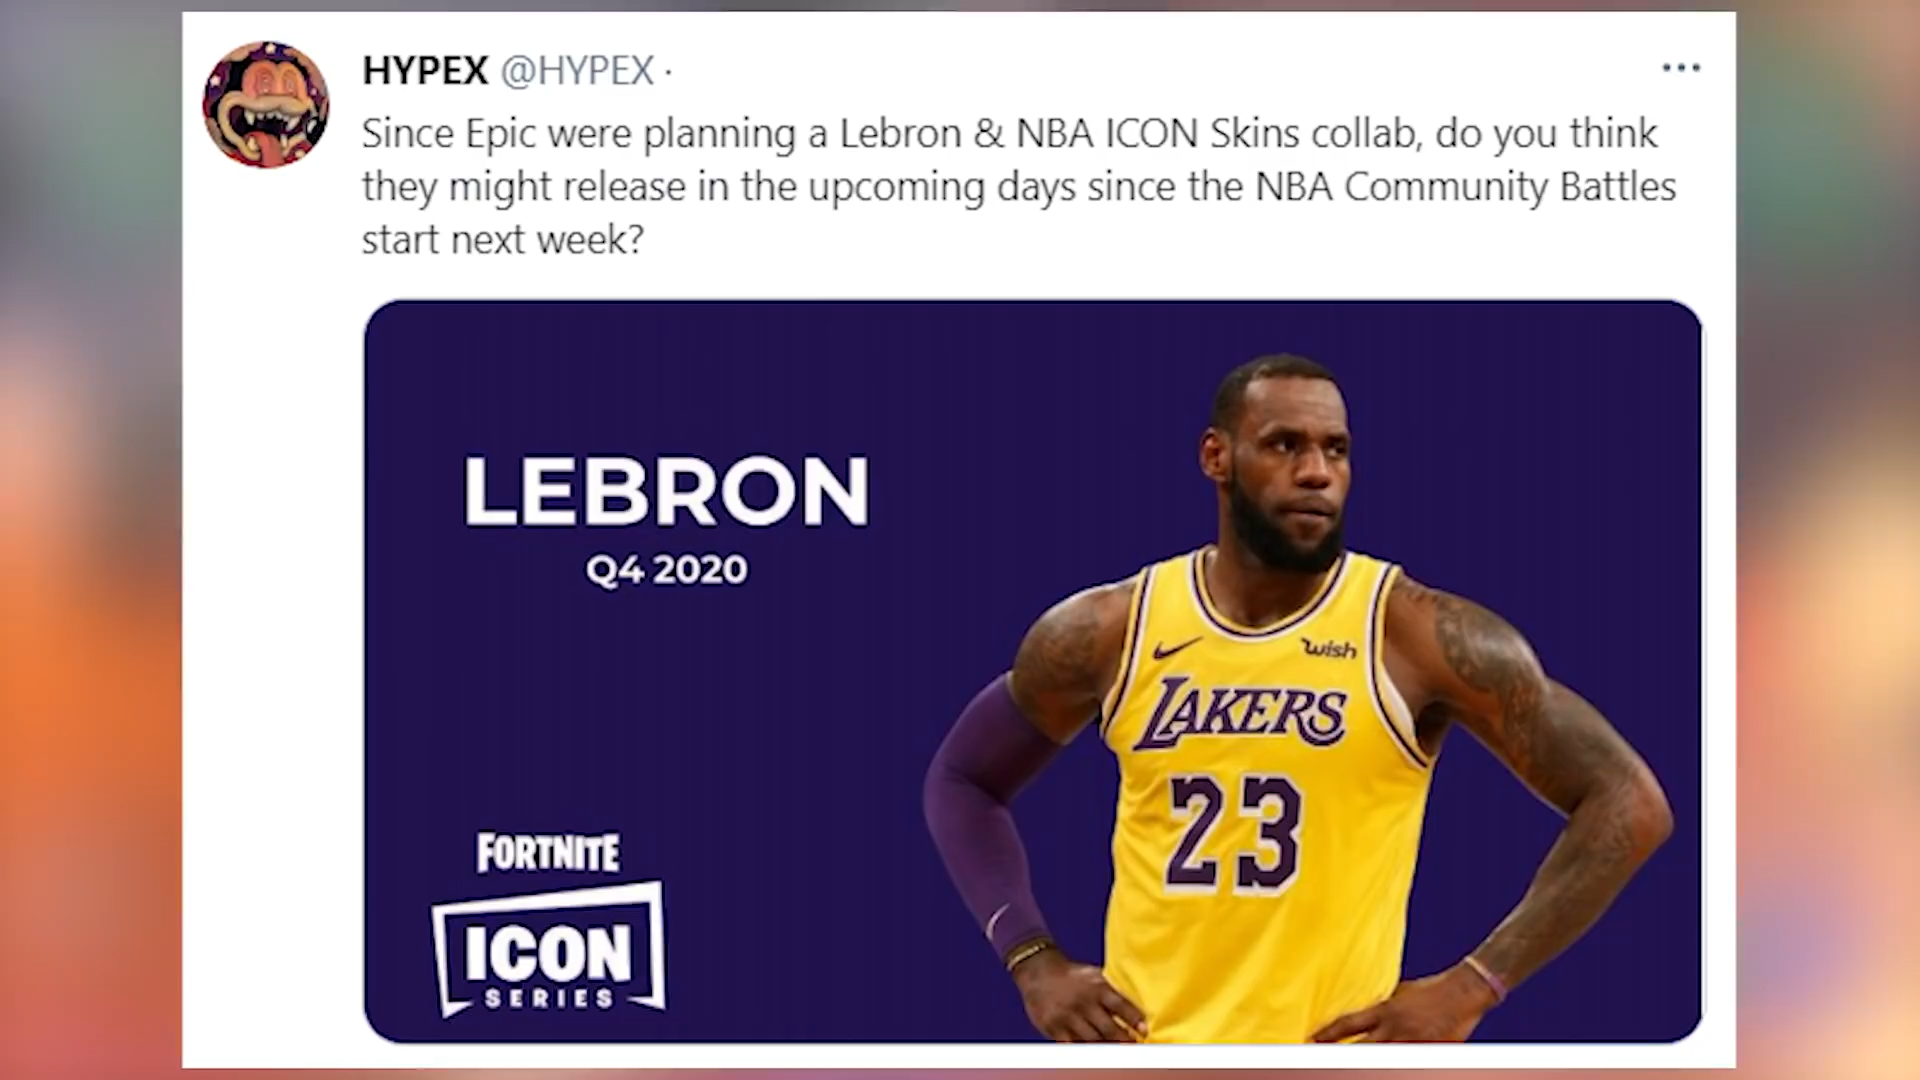 HYPEX @HYPEX ·
Since Epic were planning a Lebron & NBA ICON Skins collab, do you think
they might release in the upcoming days since the NBA Community Battles
start next week?
LEBRON
Q4 2020
wish
LAKERS
23
FORTNITE
ICON
SERIES